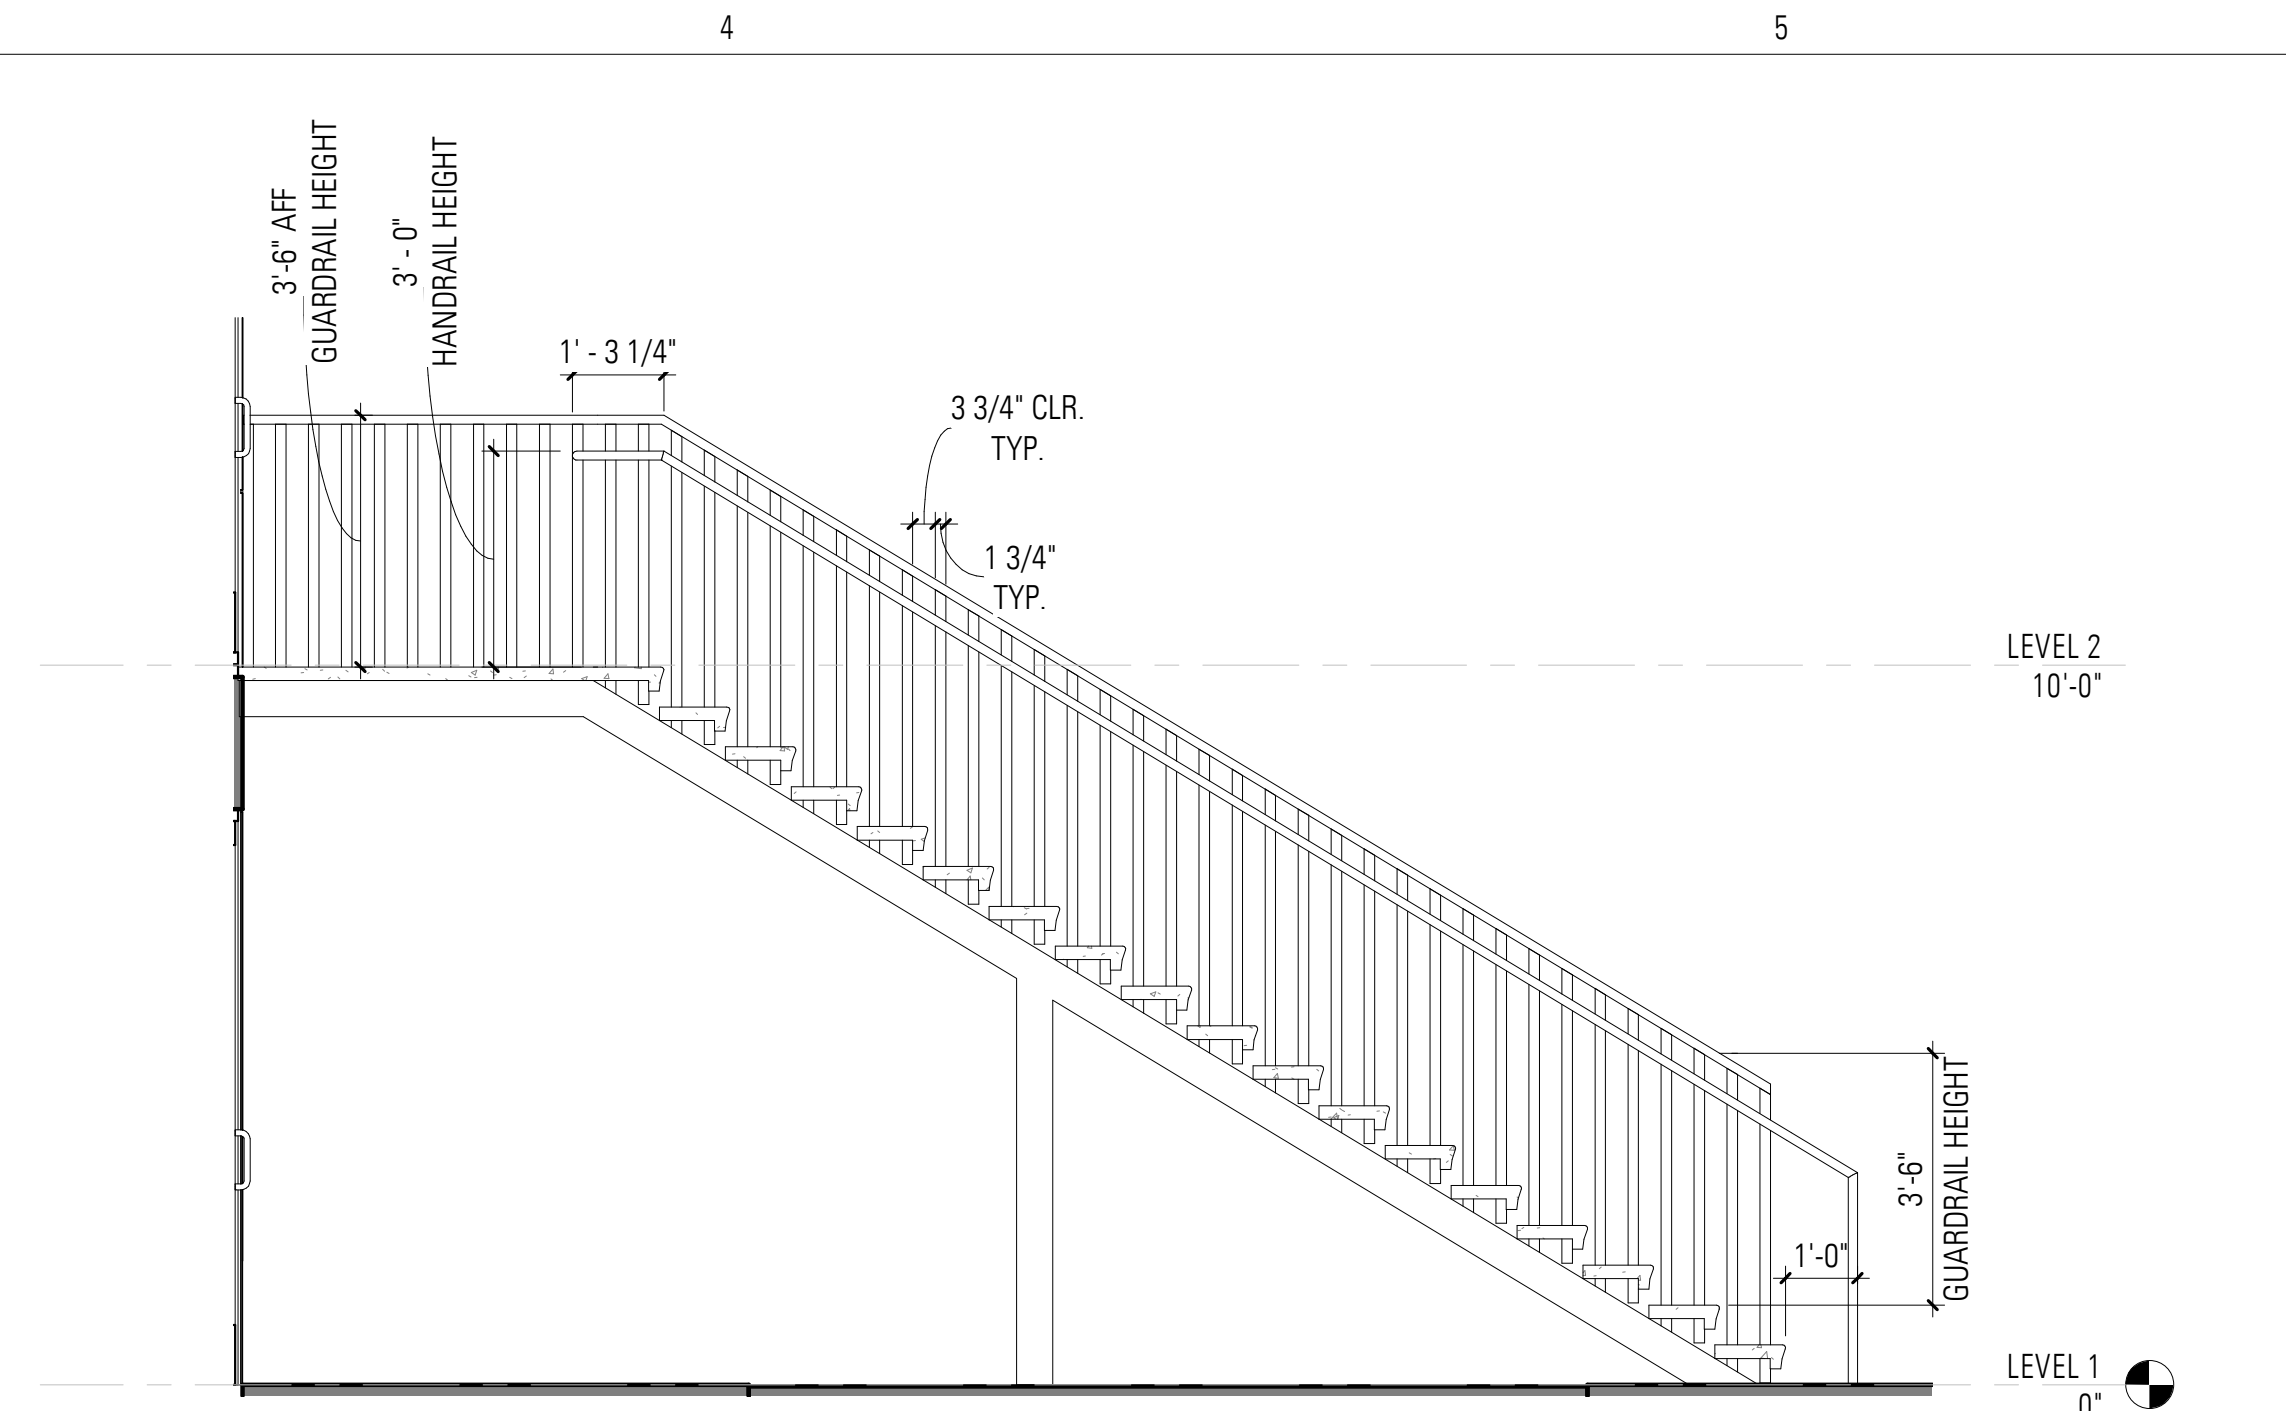 4
5
3'-6" AFF
GUARDRAIL HEIGHT
3' - 0"
HANDRAIL HEIGHT
1' - 3 1/4"
3 3/4" CLR.
TYP.
1 3/4"
TYP.
LEVEL 2
10'-0"
3'-6"
GUARDRAIL HEIGHT
1'-0"
LEVEL 1
0"